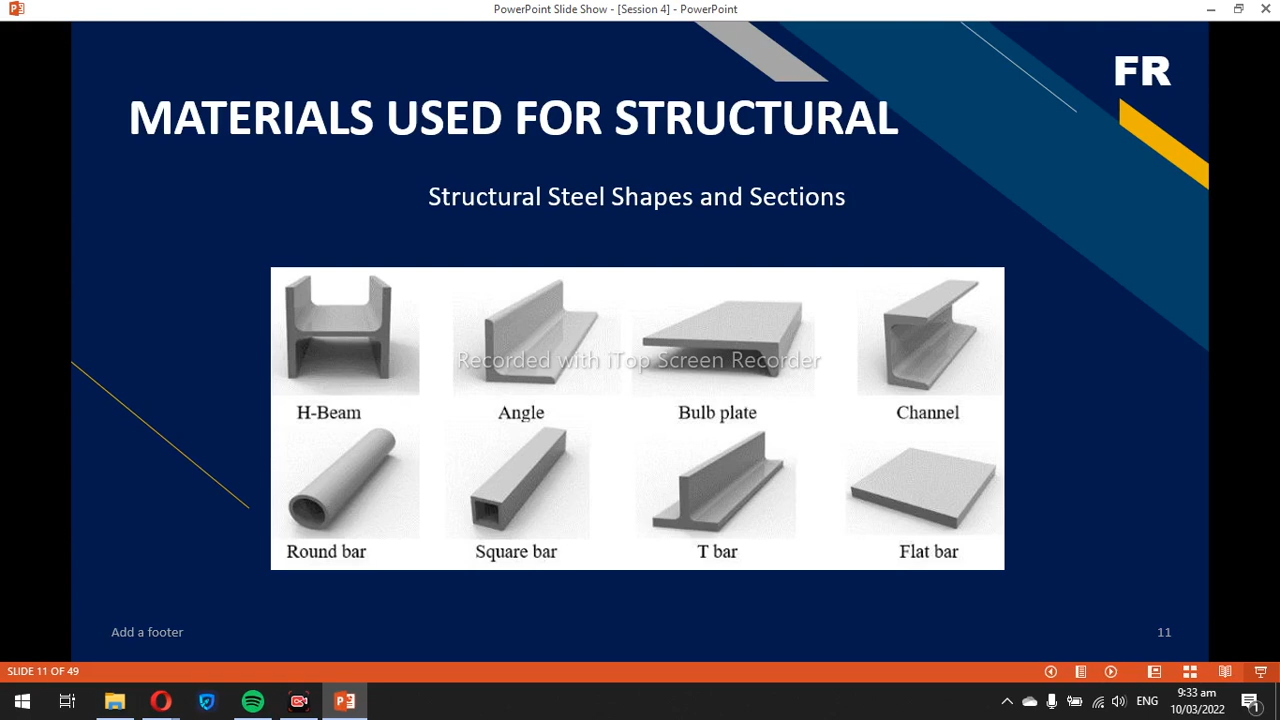 PowerPoint Slide Show - [Session 4] - PowerPoint
FR
MATERIALS USED FOR STRUCTURAL
Structural Steel Shapes and Sections
Recorded with iTop Screen Recorder
H-Beam Angle Bulb plate Channel
Round bar Square bar T bar Flat bar
Add a footer 11
SLIDE 11 OF 49
ENG 9:33 am
10/03/2022 1